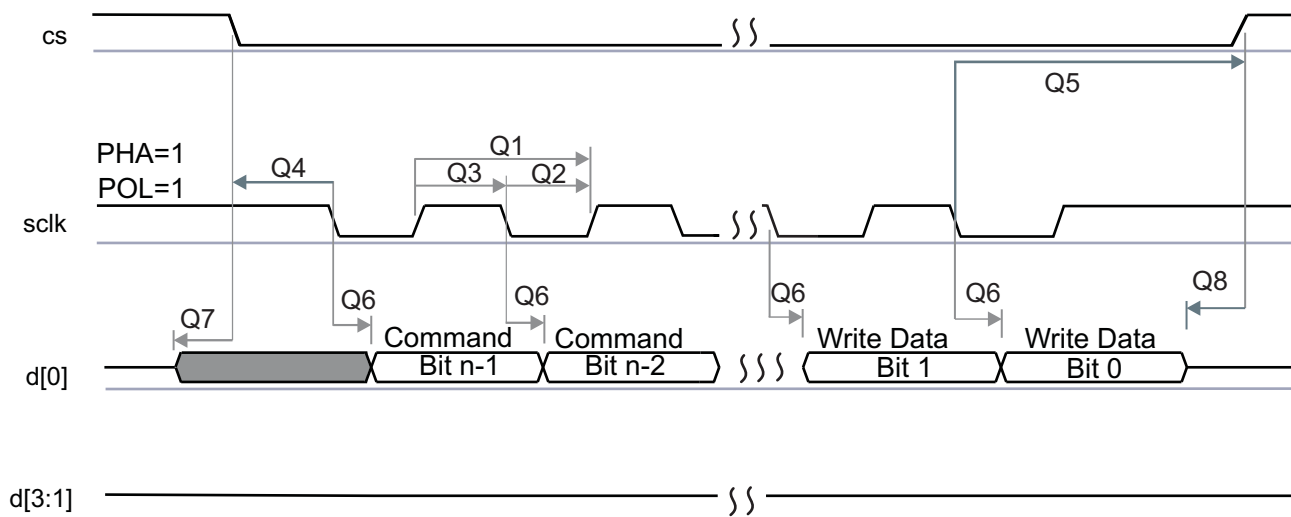 cs
Q5
PHA=1
Q1
Q4
Q3
Q2
POL=1
sclk
Q7
Q6
Q6
Q6
Q6
Q8
Command
Command
Write Data
Write Data
d[0]
Bit n-1
Bit n-2
Bit 1
Bit 0
d[3:1]